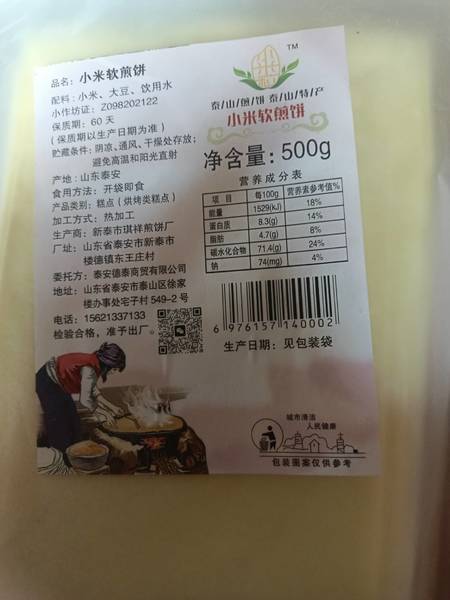 品名：小米软煎饼
配料：小米、大豆、饮用水
小作坊证：Z098202122
保质期：60 天
（保质期以生产日期为准）
贮藏条件：阴凉、通风、干燥处存放；
避免高温和阳光直射
产地：山东泰安
食用方法：开袋即食
产品类别：糕点（烘烤类糕点）
加工方式：热加工
生产商：新泰市琪祥煎饼厂
厂址：山东省泰安市新泰市
楼德镇东王庄村
委托方：泰安德泰商贸有限公司
地址：山东省泰安市泰山区徐家
楼办事处宅子村 549-2 号
电话：15621337133
检验合格，准予出厂。
TM
泰/山/煎/饼 泰/山/特/产
小米软煎饼
净含量：500g
营养成分表
项目 每100g 营养素参考值%
能量 1529(kJ) 18%
蛋白质 8.3(g) 14%
脂肪 4.7(g) 8%
碳水化合物 71.4(g) 24%
钠 74(mg) 4%
6 976157 140002
生产日期：见包装袋
城市清洁
人民健康
包装图案仅供参考